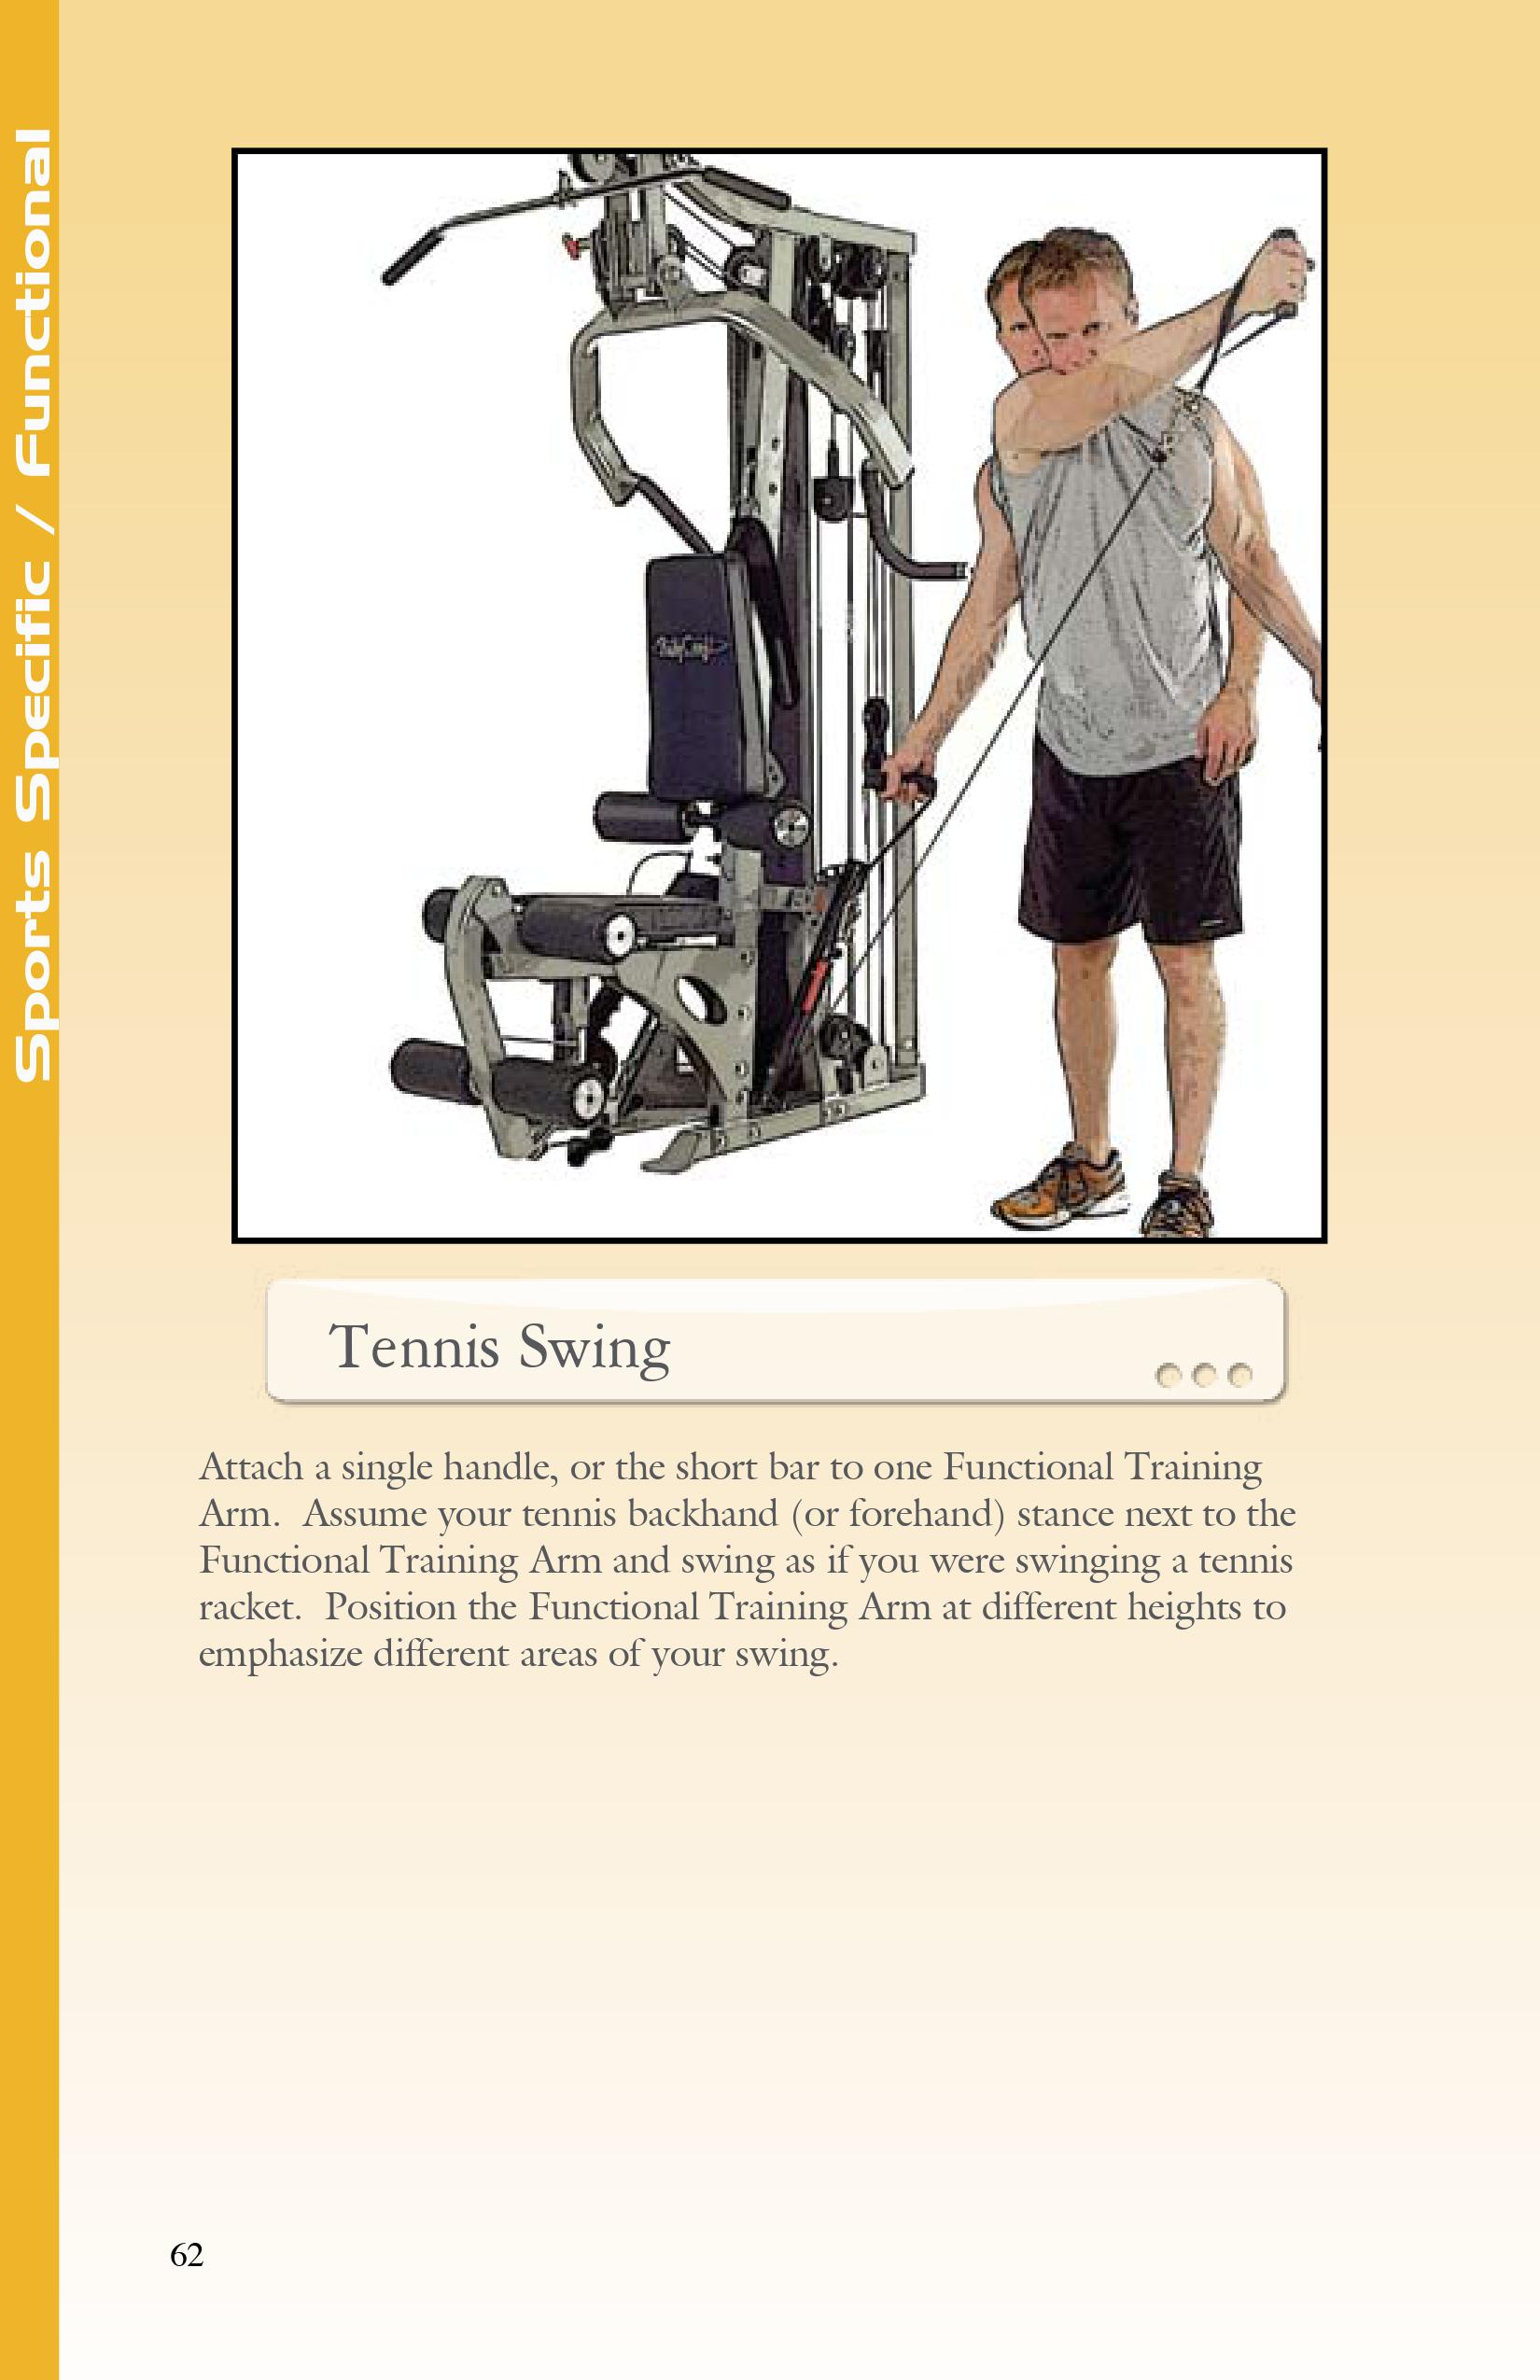 Sports Specific / Functional
BodyCraft
Tennis Swing
Attach a single handle, or the short bar to one Functional Training
Arm.  Assume your tennis backhand (or forehand) stance next to the
Functional Training Arm and swing as if you were swinging a tennis
racket.  Position the Functional Training Arm at different heights to
emphasize different areas of your swing.
62